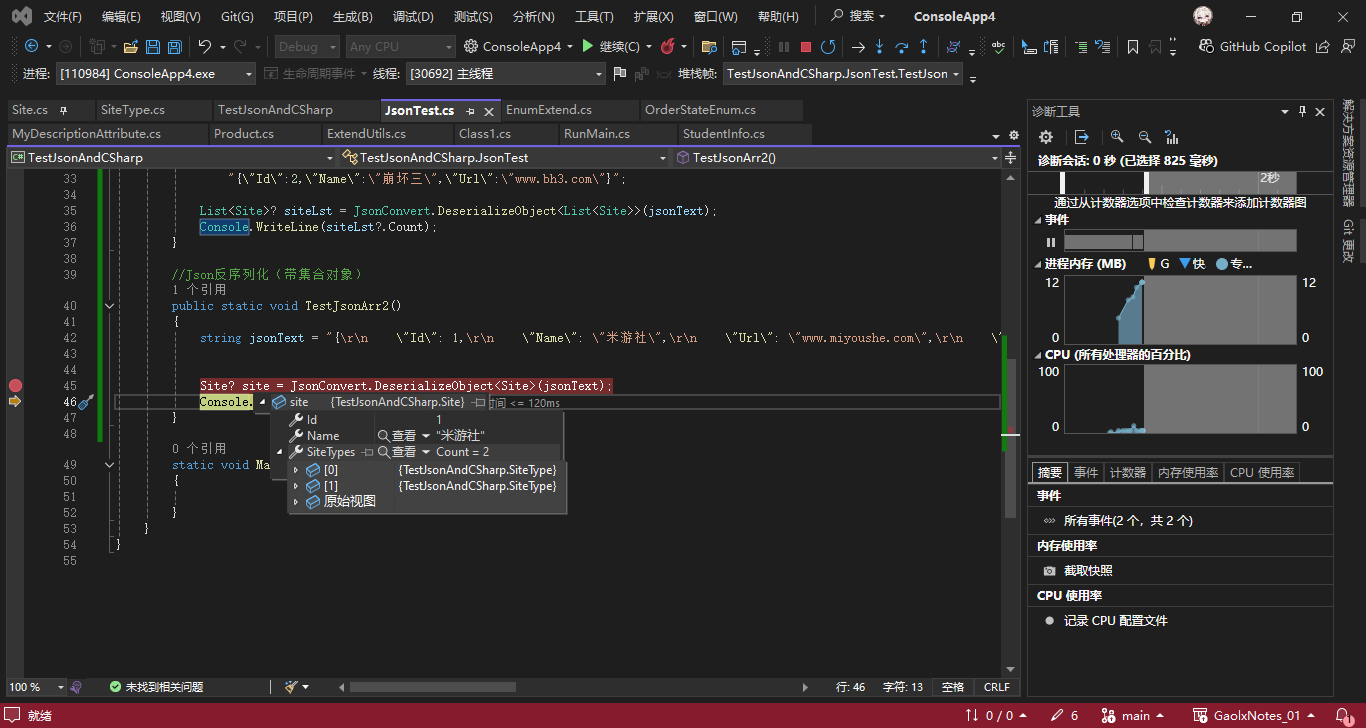 文件(F) 编辑(E) 视图(V) Git(G) 项目(P) 生成(B) 调试(D) 测试(S) 分析(N) 工具(T) 扩展(X) 窗口(W) 帮助(H) 搜索 ConsoleApp4
Debug Any CPU ConsoleApp4 继续(C) GitHub Copilot
进程: [110984] ConsoleApp4.exe 生命周期事件 线程: [30692] 主线程 堆栈帧: TestJsonAndCSharp.JsonTest.TestJson
Site.cs SiteType.cs TestJsonAndCSharp JsonTest.cs EnumExtend.cs OrderStateEnum.cs
MyDescriptionAttribute.cs Product.cs ExtendUtils.cs Class1.cs RunMain.cs StudentInfo.cs
TestJsonAndCSharp TestJsonAndCSharp.JsonTest TestJsonArr2()
33 "{\"Id\":2,\"Name\":\"崩坏三\",\"Url\":\"www.bh3.com\"}";
34
35 List<Site>? siteLst = JsonConvert.DeserializeObject<List<Site>>(jsonText);
36 Console.WriteLine(siteLst?.Count);
37 }
38
39 //Json反序列化（带集合对象）
1 个引用
40 public static void TestJsonArr2()
41 {
42 string jsonText = "{\r\n    \"Id\": 1,\r\n    \"Name\": \"米游社\",\r\n    \"Url\": \"www.miyoushe.com\",\r\n    \"
43
44
45 Site? site = JsonConvert.DeserializeObject<Site>(jsonText);
46 Console. site {TestJsonAndCSharp.Site} 时间 <= 120ms
47 } Id 1
Name 查看 "米游社"
48 SiteTypes 查看 Count = 2
0 个引用
[0] {TestJsonAndCSharp.SiteType}
49 static void Ma
50 { [1] {TestJsonAndCSharp.SiteType}
51 原始视图
52 }
53 }
54 }
55
100 % 未找到相关问题 行: 46 字符: 13 空格 CRLF
诊断工具
诊断会话: 0 秒 (已选择 825 毫秒)
2秒
通过从计数器选项中检查计数器来添加计数器图
事件
进程内存 (MB) G 快 专...
12 12
0 0
CPU (所有处理器的百分比)
100 100
0 0
摘要 事件 计数器 内存使用率 CPU 使用率
事件
所有事件(2 个，共 2 个)
内存使用率
截取快照
CPU 使用率
记录 CPU 配置文件
解决方案资源管理器
Git 更改
就绪 0 / 0 6 main GaolxNotes_01 1